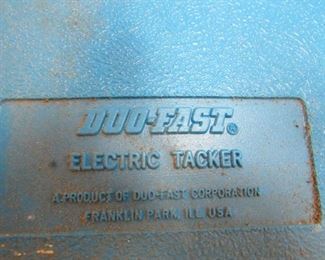 DUO-FAST®
ELECTRIC TACKER
A PRODUCT OF DUO-FAST CORPORATION
FRANKLIN PARK, ILL. USA